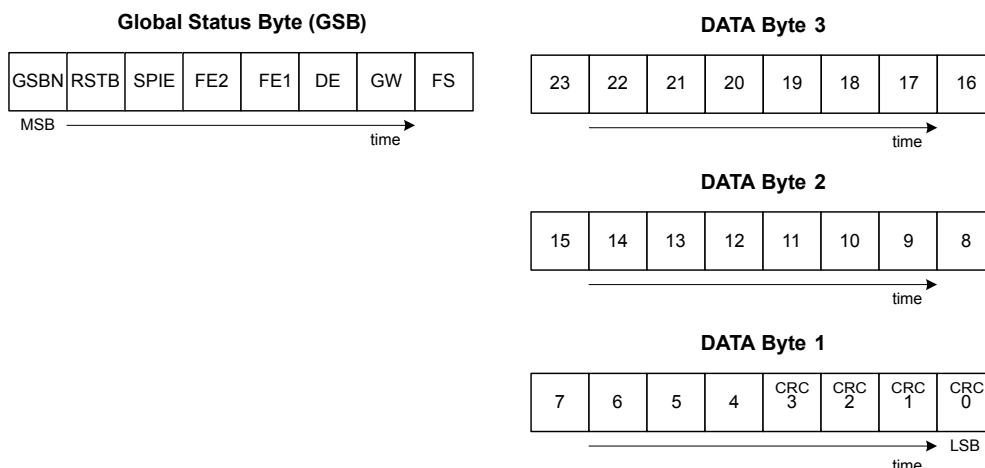 Global Status Byte (GSB)
GSBN RSTB SPIE FE2 FE1 DE GW FS
MSB
time
DATA Byte 3
23 22 21 20 19 18 17 16
time
DATA Byte 2
15 14 13 12 11 10 9 8
time
DATA Byte 1
7 6 5 4 CRC 3 CRC 2 CRC 1 CRC 0
LSB
time